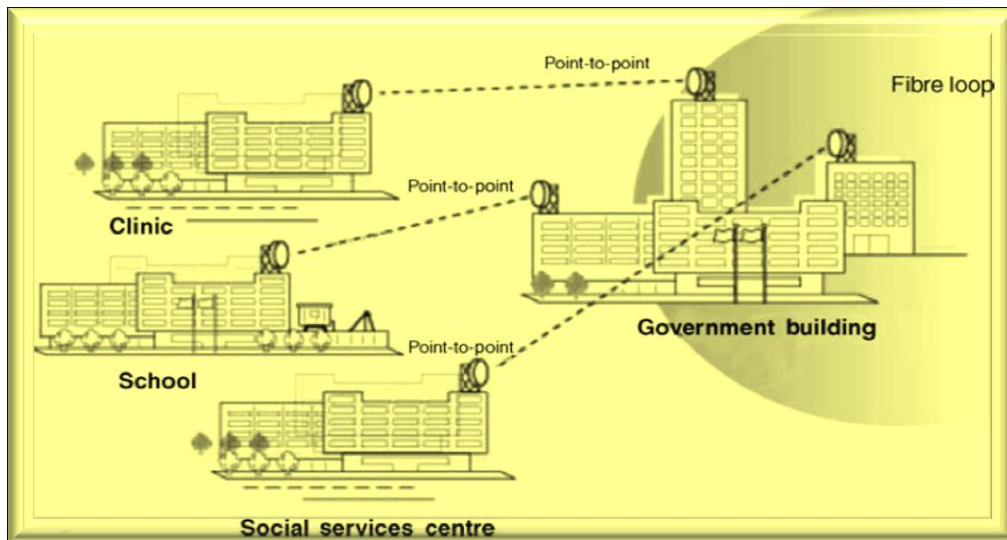 Point-to-point
Fibre loop
Point-to-point
Clinic
Government building
Point-to-point
School
Social services centre